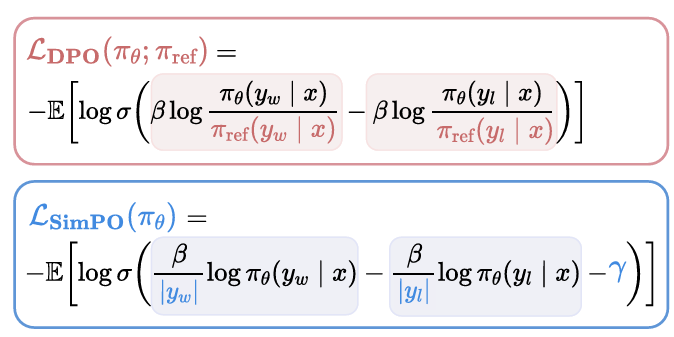 ℒ_DPO(π_θ; π_ref) =
−𝔼[log σ(β log π_θ(y_w | x) / π_ref(y_w | x) − β log π_θ(y_l | x) / π_ref(y_l | x))]
ℒ_SimPO(π_θ) =
−𝔼[log σ(β / |y_w| log π_θ(y_w | x) − β / |y_l| log π_θ(y_l | x) − γ)]